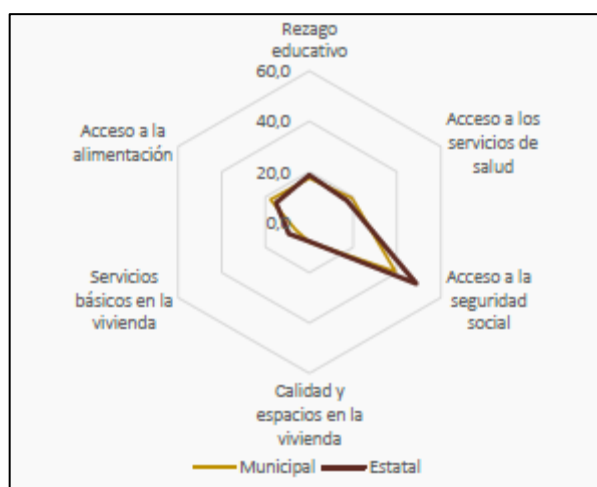 Rezago
educativo
60,0
40,0
20,0
0,0
Acceso a los
servicios de
salud
Acceso a la
seguridad
social
Calidad y
espacios en la
vivienda
Servicios
básicos en la
vivienda
Acceso a la
alimentación
Municipal
Estatal